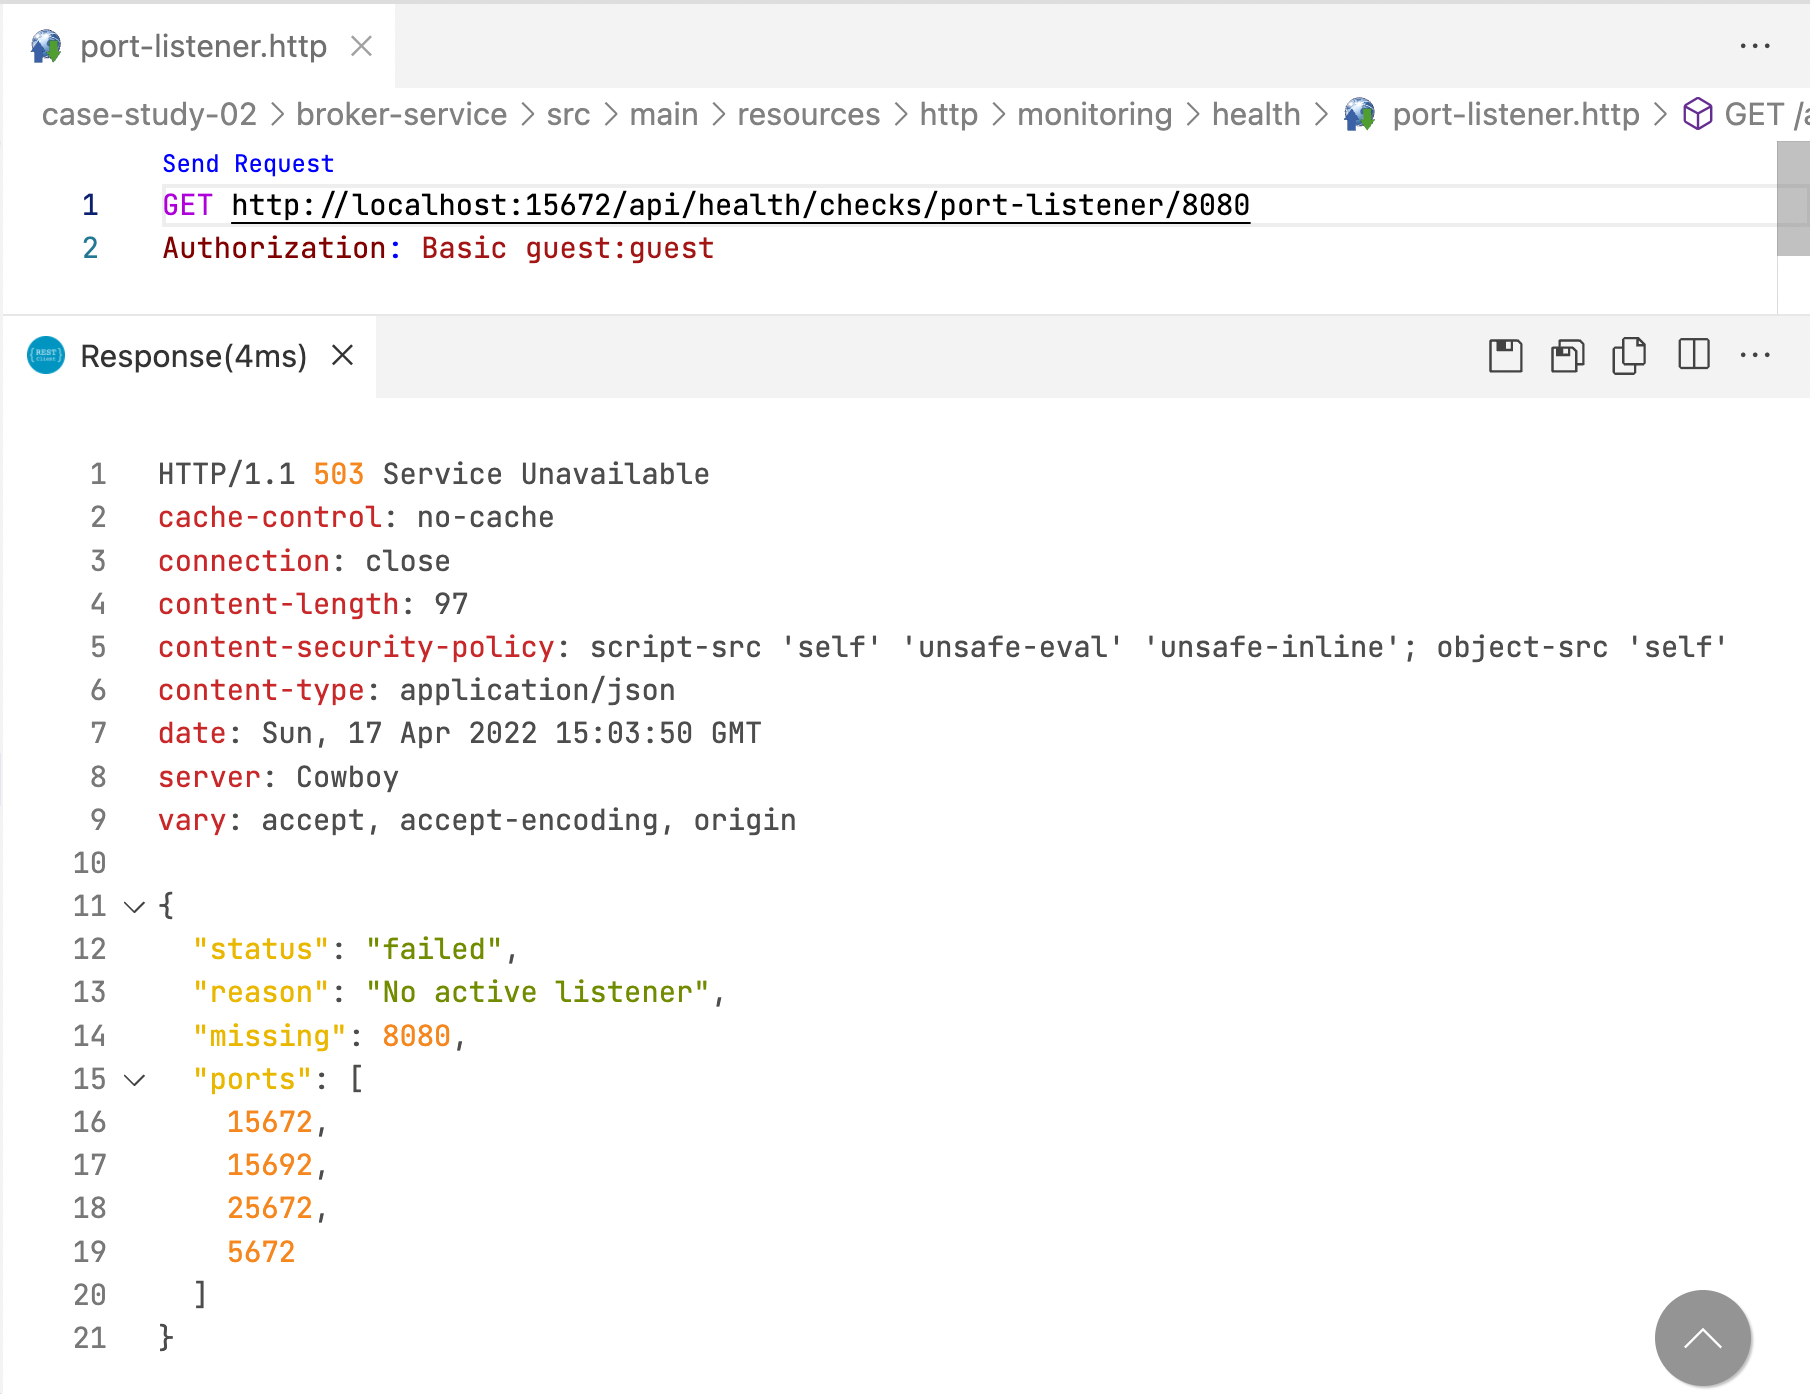 port-listener.http
case-study-02 > broker-service > src > main > resources > http > monitoring > health > port-listener.http > GET /a
Send Request
1 GET http://localhost:15672/api/health/checks/port-listener/8080
2 Authorization: Basic guest:guest
Response(4ms)
1 HTTP/1.1 503 Service Unavailable
2 cache-control: no-cache
3 connection: close
4 content-length: 97
5 content-security-policy: script-src 'self' 'unsafe-eval' 'unsafe-inline'; object-src 'self'
6 content-type: application/json
7 date: Sun, 17 Apr 2022 15:03:50 GMT
8 server: Cowboy
9 vary: accept, accept-encoding, origin
10
11 {
12 "status": "failed",
13 "reason": "No active listener",
14 "missing": 8080,
15 "ports": [
16 15672,
17 15692,
18 25672,
19 5672
20 ]
21 }